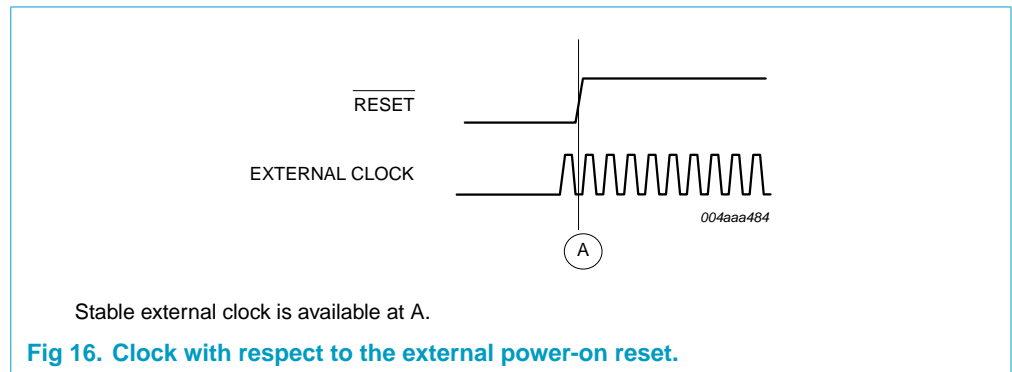 RESET
EXTERNAL CLOCK
004aaa484
A
Stable external clock is available at A.
Fig 16. Clock with respect to the external power-on reset.